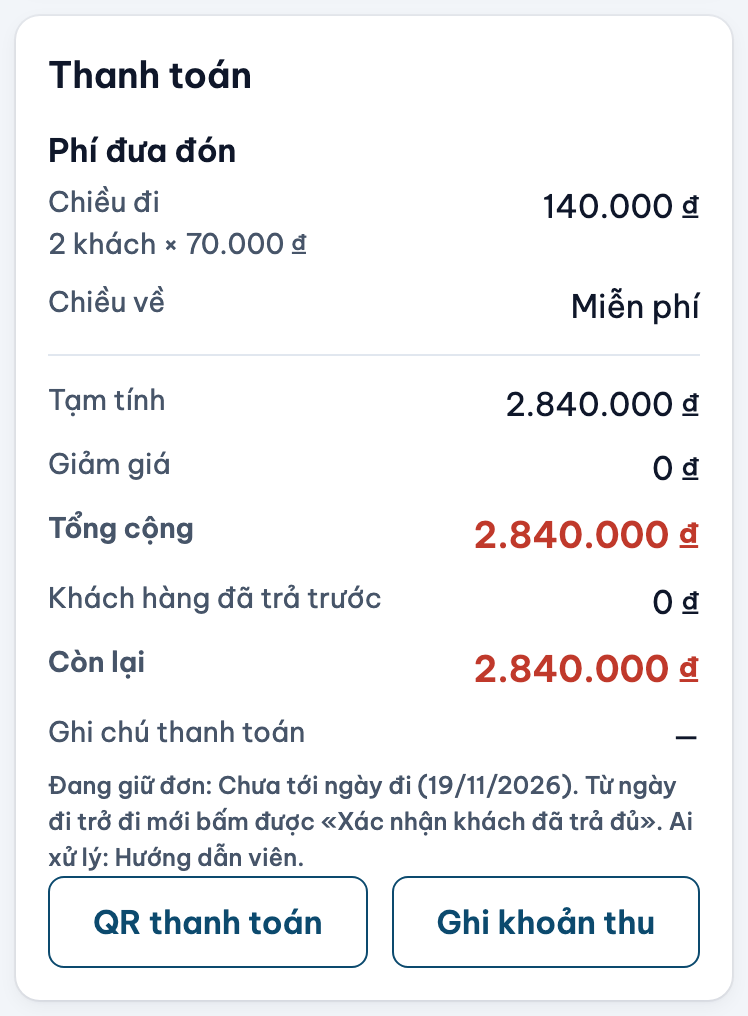 Thanh toán
Phí đưa đón
Chiều đi
140.000 ₫
2 khách × 70.000 ₫
Chiều về
Miễn phí
Tạm tính
2.840.000 ₫
Giảm giá
0 ₫
Tổng cộng
2.840.000 ₫
Khách hàng đã trả trước
0 ₫
Còn lại
2.840.000 ₫
Ghi chú thanh toán
—
Đang giữ đơn: Chưa tới ngày đi (19/11/2026). Từ ngày
đi trở đi mới bấm được «Xác nhận khách đã trả đủ». Ai
xử lý: Hướng dẫn viên.
QR thanh toán
Ghi khoản thu